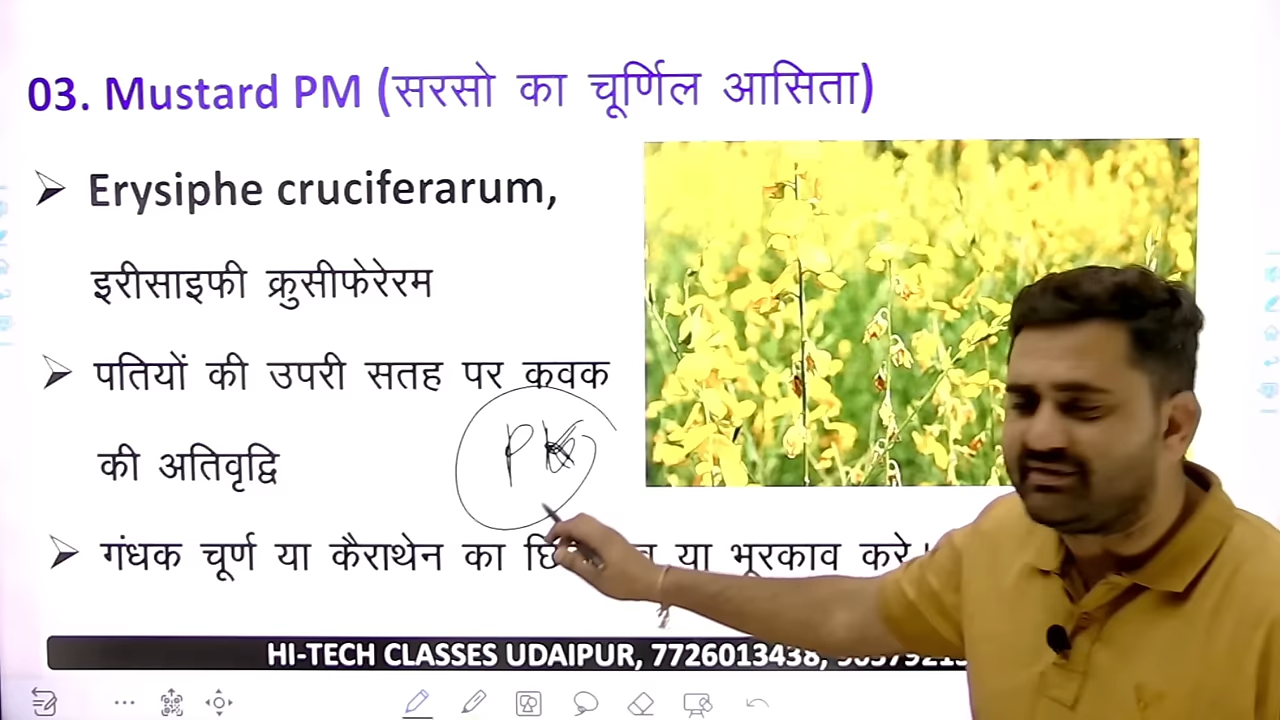 03. Mustard PM (सरसो का चूर्णिल आसिता)
Erysiphe cruciferarum,
इरीसाइफी क्रुसीफेरेरम
पतियों की उपरी सतह पर कवक
की अतिवृद्वि
गंधक चूर्ण या कैराथेन का या भूरकाव करे।
HI-TECH CLASSES UDAIPUR, 7726013438,